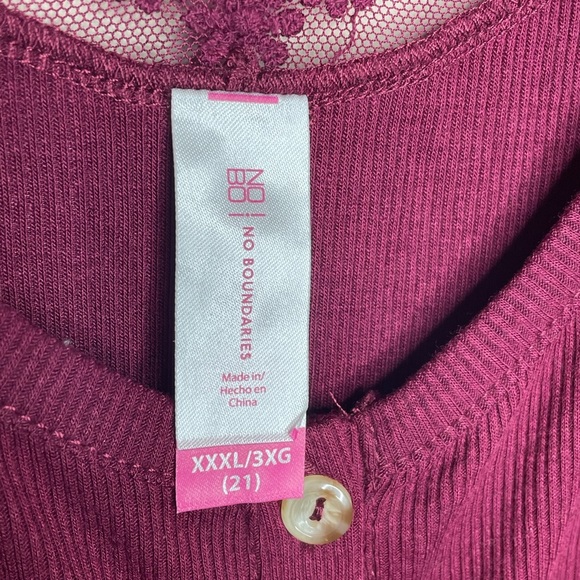 NO
BO
NO BOUNDARIES
Made in/
Hecho en
China
XXXL/3XG
(21)